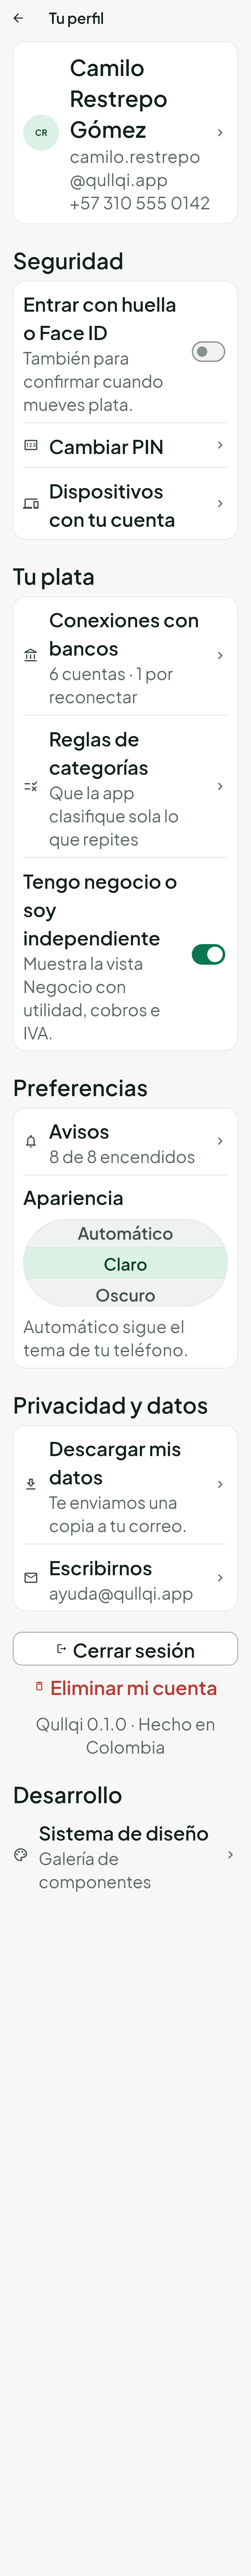 Tu perfil
CR
Camilo
Restrepo
Gómez
camilo.restrepo
@qullqi.app
+57 310 555 0142
Seguridad
Entrar con huella
o Face ID
También para
confirmar cuando
mueves plata.
123
Cambiar PIN
Dispositivos
con tu cuenta
Tu plata
Conexiones con
bancos
6 cuentas · 1 por
reconectar
Reglas de
categorías
Que la app
clasifique sola lo
que repites
Tengo negocio o
soy
independiente
Muestra la vista
Negocio con
utilidad, cobros e
IVA.
Preferencias
Avisos
8 de 8 encendidos
Apariencia
Automático
Claro
Oscuro
Automático sigue el
tema de tu teléfono.
Privacidad y datos
Descargar mis
datos
Te enviamos una
copia a tu correo.
Escribirnos
ayuda@qullqi.app
Cerrar sesión
Eliminar mi cuenta
Qullqi 0.1.0 · Hecho en
Colombia
Desarrollo
Sistema de diseño
Galería de
componentes